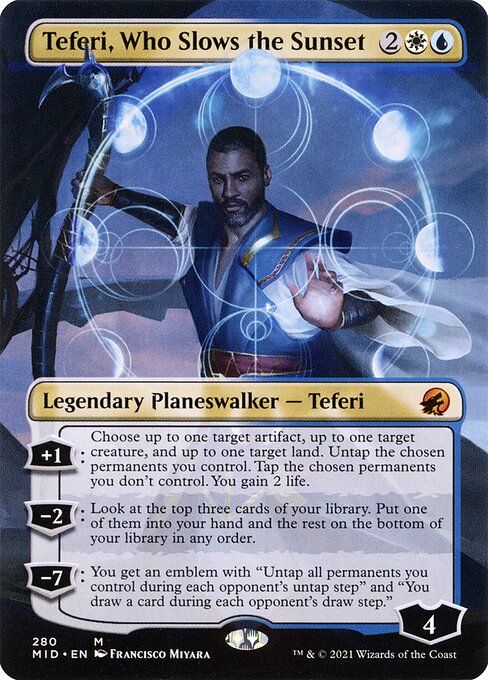 Teferi, Who Slows the Sunset 2
Legendary Planeswalker — Teferi
+1 : Choose up to one target artifact, up to one target
creature, and up to one target land. Untap the chosen
permanents you control. Tap the chosen permanents
you don't control. You gain 2 life.
−2 : Look at the top three cards of your library. Put one
of them into your hand and the rest on the bottom of
your library in any order.
−7 : You get an emblem with “Untap all permanents you
control during each opponent's untap step” and “You
draw a card during each opponent's draw step.”
4
280 M
MID • EN Francisco Miyara
™ & © 2021 Wizards of the Coast